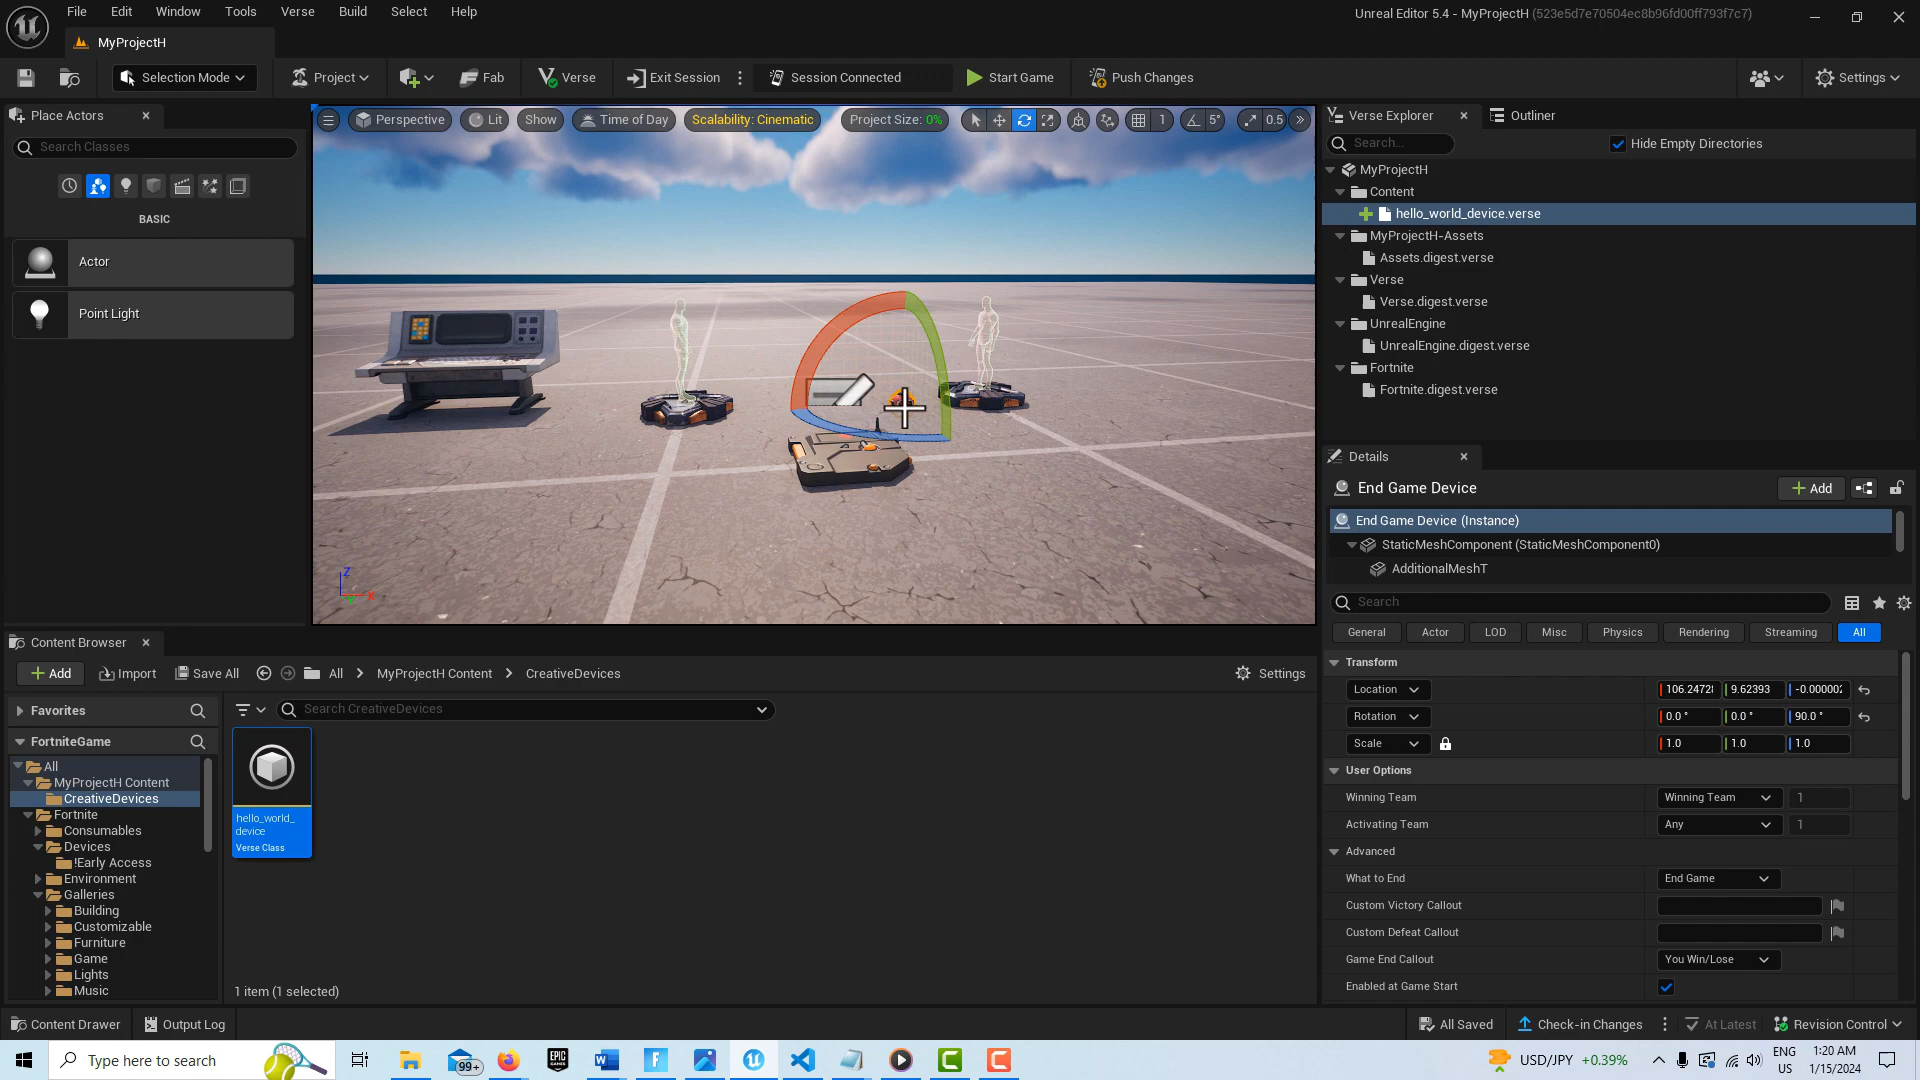 File Edit Window Tools Verse Build Select Help
Unreal Editor 5.4 - MyProjectH (523e5d7e70504ec8b96fd00ff793f7c7)
MyProjectH
Selection Mode
Project
Fab
Verse
Exit Session
Session Connected
Start Game
Push Changes
Settings
Place Actors
Search Classes
BASIC
Actor
Point Light
Perspective
Lit
Show
Time of Day
Scalability: Cinematic
Project Size: 0%
1
5°
0.5
Z
X
Verse Explorer
Outliner
Search...
Hide Empty Directories
MyProjectH
Content
hello_world_device.verse
MyProjectH-Assets
Assets.digest.verse
Verse
Verse.digest.verse
UnrealEngine
UnrealEngine.digest.verse
Fortnite
Fortnite.digest.verse
Details
End Game Device
Add
End Game Device (Instance)
StaticMeshComponent (StaticMeshComponent0)
AdditionalMeshT
Search
General Actor LOD Misc Physics Rendering Streaming All
Transform
Location 9.62393
Rotation 0.0 ° 0.0 ° 90.0 °
Scale 1.0 1.0 1.0
User Options
Winning Team Winning Team 1
Activating Team Any 1
Advanced
What to End End Game
Custom Victory Callout
Custom Defeat Callout
Game End Callout You Win/Lose
Enabled at Game Start
Content Browser
Add
Import
Save All
All
MyProjectH Content
CreativeDevices
Settings
Favorites
Search CreativeDevices
FortniteGame
All
MyProjectH Content
CreativeDevices
Fortnite
Consumables
Devices
!Early Access
Environment
Galleries
Building
Customizable
Furniture
Game
Lights
Music
hello_world_
device
Verse Class
1 item (1 selected)
Content Drawer
Output Log
All Saved
Check-in Changes
At Latest
Revision Control
Type here to search
99+
EPIC
GAMES
USD/JPY +0.39%
ENG
US
1:20 AM
1/15/2024